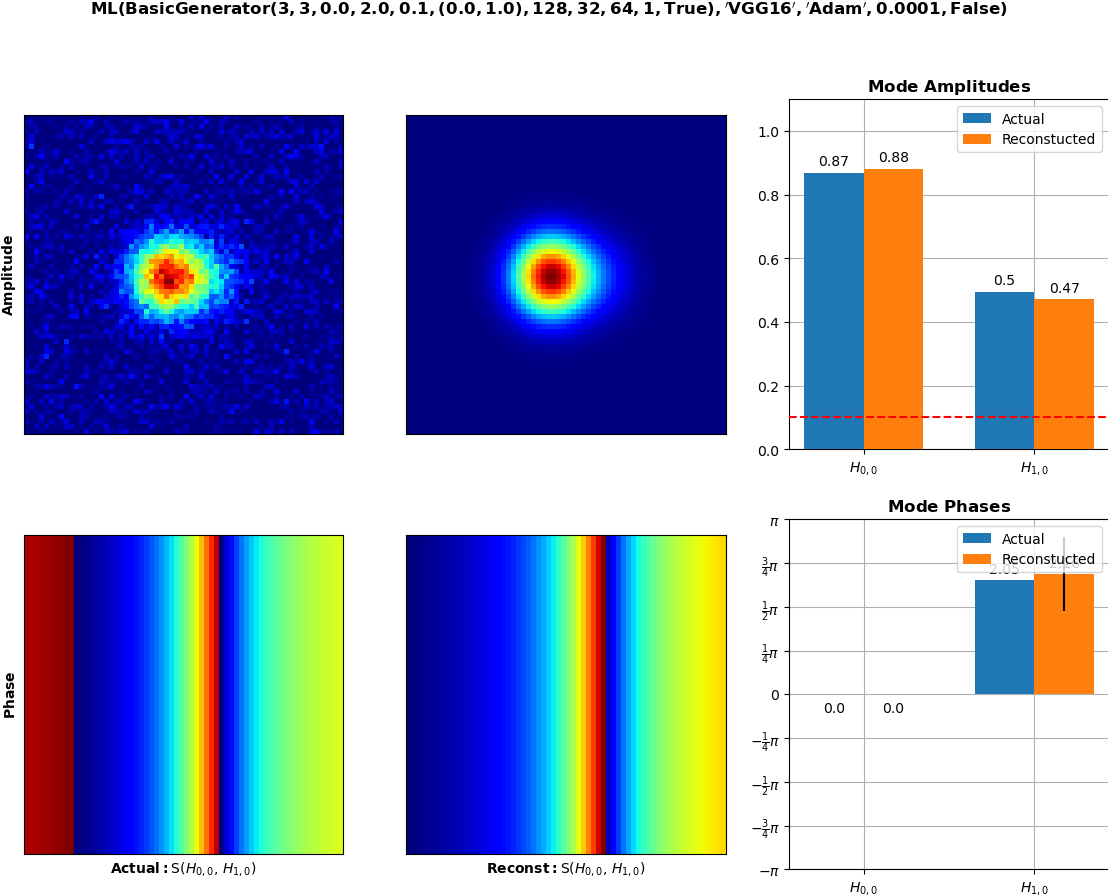 ML(BasicGenerator(3, 3, 0.0, 2.0, 0.1, (0.0, 1.0), 128, 32, 64, 1, True), ′VGG16′, ′Adam′, 0.0001, False)
Amplitude
Mode Amplitudes
Actual
Reconstucted
1.0
0.8
0.6
0.4
0.2
0.0
0.87
0.88
0.5
0.47
H0, 0
H1, 0
Phase
Actual: S(H0, 0, H1, 0)
Reconst: S(H0, 0, H1, 0)
Mode Phases
Actual
Reconstucted
π
3/4π
1/2π
1/4π
0
−1/4π
−1/2π
−3/4π
−π
0.0
0.0
2.05
H0, 0
H1, 0